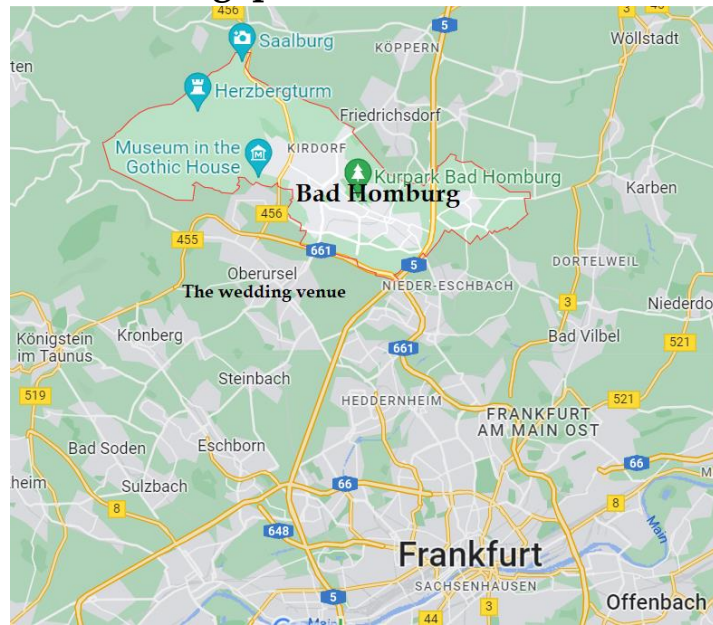 456
Saalburg
5
3
KÖPPERN
Wöllstadt
ten
Herzbergturm
Friedrichsdorf
Museum in the
Gothic House
KIRDORF
Kurpark Bad Homburg
Bad Homburg
Karben
456
455
661
5
DORTELWEIL
Oberursel
The wedding venue
NIEDER-ESCHBACH
3
Niederdo
Königstein
im Taunus
Kronberg
661
Bad Vilbel
521
Steinbach
519
HEDDERNHEIM
521
FRANKFURT
AM MAIN OST
Bad Soden
Eschborn
66
heim
Sulzbach
66
M
8
8
648
Main
Frankfurt
SACHSENHAUSEN
Offenbach
5
Main
44
3